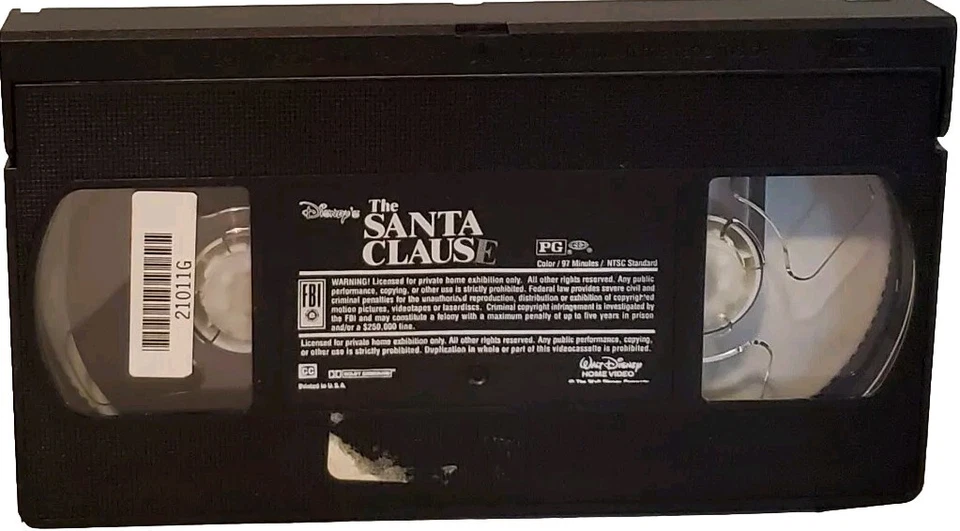 Disney's
The
SANTA
CLAUSE
PG
Color / 97 Minutes / NTSC Standard
FBI
WARNING! Licensed for private home exhibition only. All other rights reserved. Any public
performance, copying, or other use is strictly prohibited. Federal law provides severe civil and
criminal penalties for the unauthorized reproduction, distribution or exhibition of copyrighted
motion pictures, videotapes or laserdiscs. Criminal copyright infringement is investigated by
the FBI and may constitute a felony with a maximum penalty of up to five years in prison
and/or a $250,000 fine.
Licensed for private home exhibition only. All other rights reserved. Any public performance, copying,
or other use is strictly prohibited. Duplication in whole or part of this videocassette is prohibited.
CC
DOLBY SURROUND
Printed in U.S.A.
WALT DISNEY
HOME VIDEO
© The Walt Disney Company
21011G